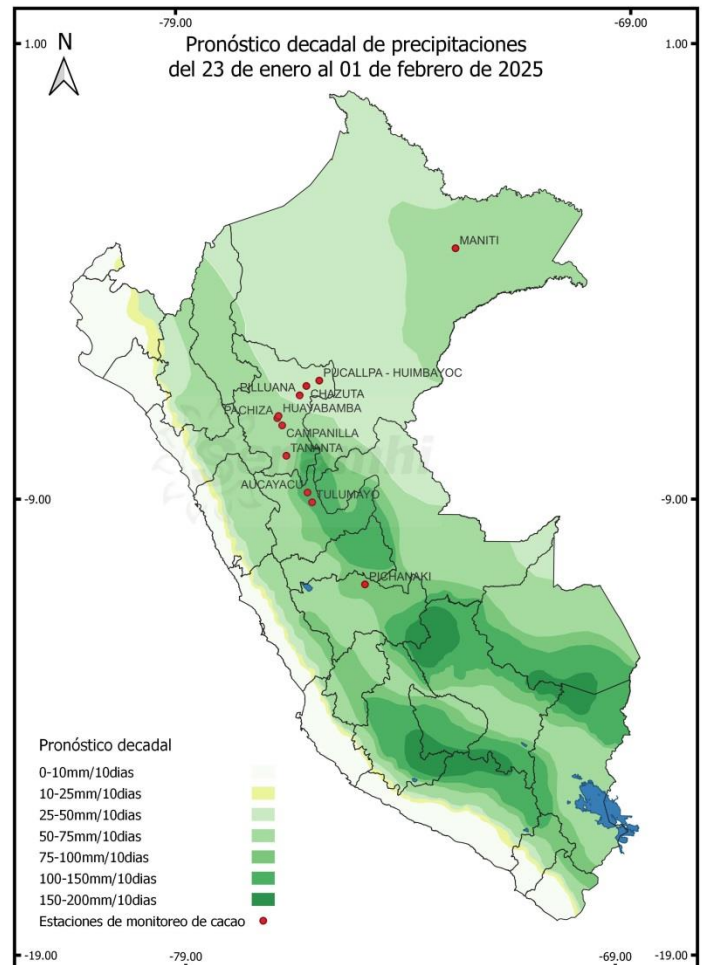 -79.00
-69.00
1.00
1.00
N
Pronóstico decadal de precipitaciones
del 23 de enero al 01 de febrero de 2025
MANITI
PUCALLPA - HUIMBAYOC
PILLUANA
CHAZUTA
PACHIZA
HUAYABAMBA
CAMPANILLA
TANANTA
senamhi
AUCAYACU
TULUMAYO
-9.00
-9.00
PICHANAKI
Pronóstico decadal
0-10mm/10dias
10-25mm/10dias
25-50mm/10dias
50-75mm/10dias
75-100mm/10dias
100-150mm/10dias
150-200mm/10dias
Estaciones de monitoreo de cacao
-19.00
-19.00
-79.00
-69.00